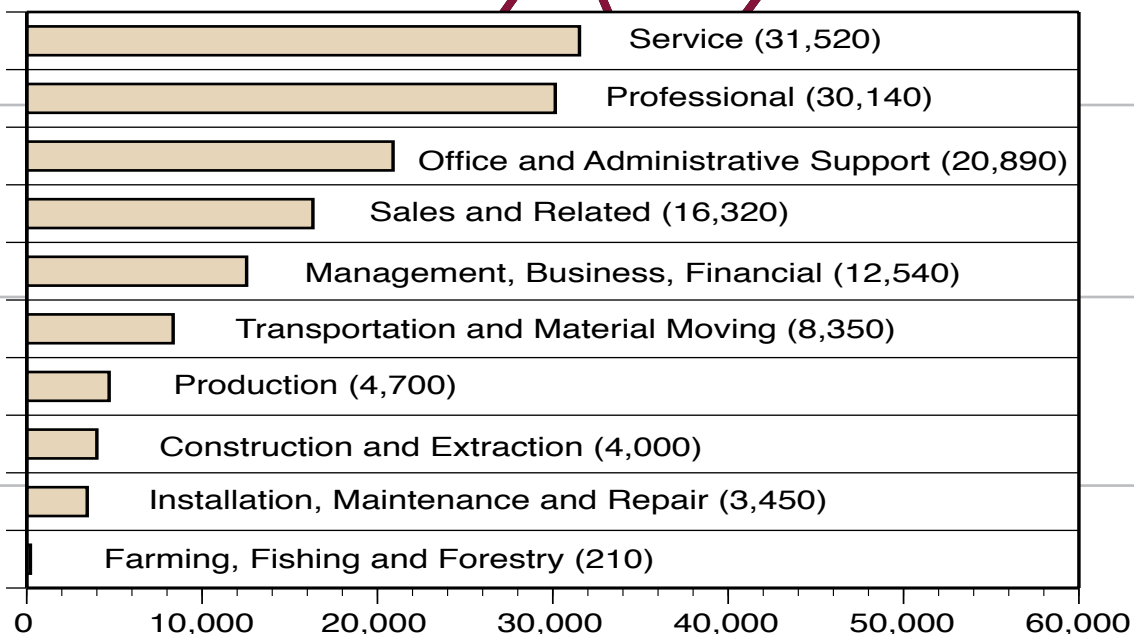 Service (31,520)
Professional (30,140)
Office and Administrative Support (20,890)
Sales and Related (16,320)
Management, Business, Financial (12,540)
Transportation and Material Moving (8,350)
Production (4,700)
Construction and Extraction (4,000)
Installation, Maintenance and Repair (3,450)
Farming, Fishing and Forestry (210)
0 10,000 20,000 30,000 40,000 50,000 60,000